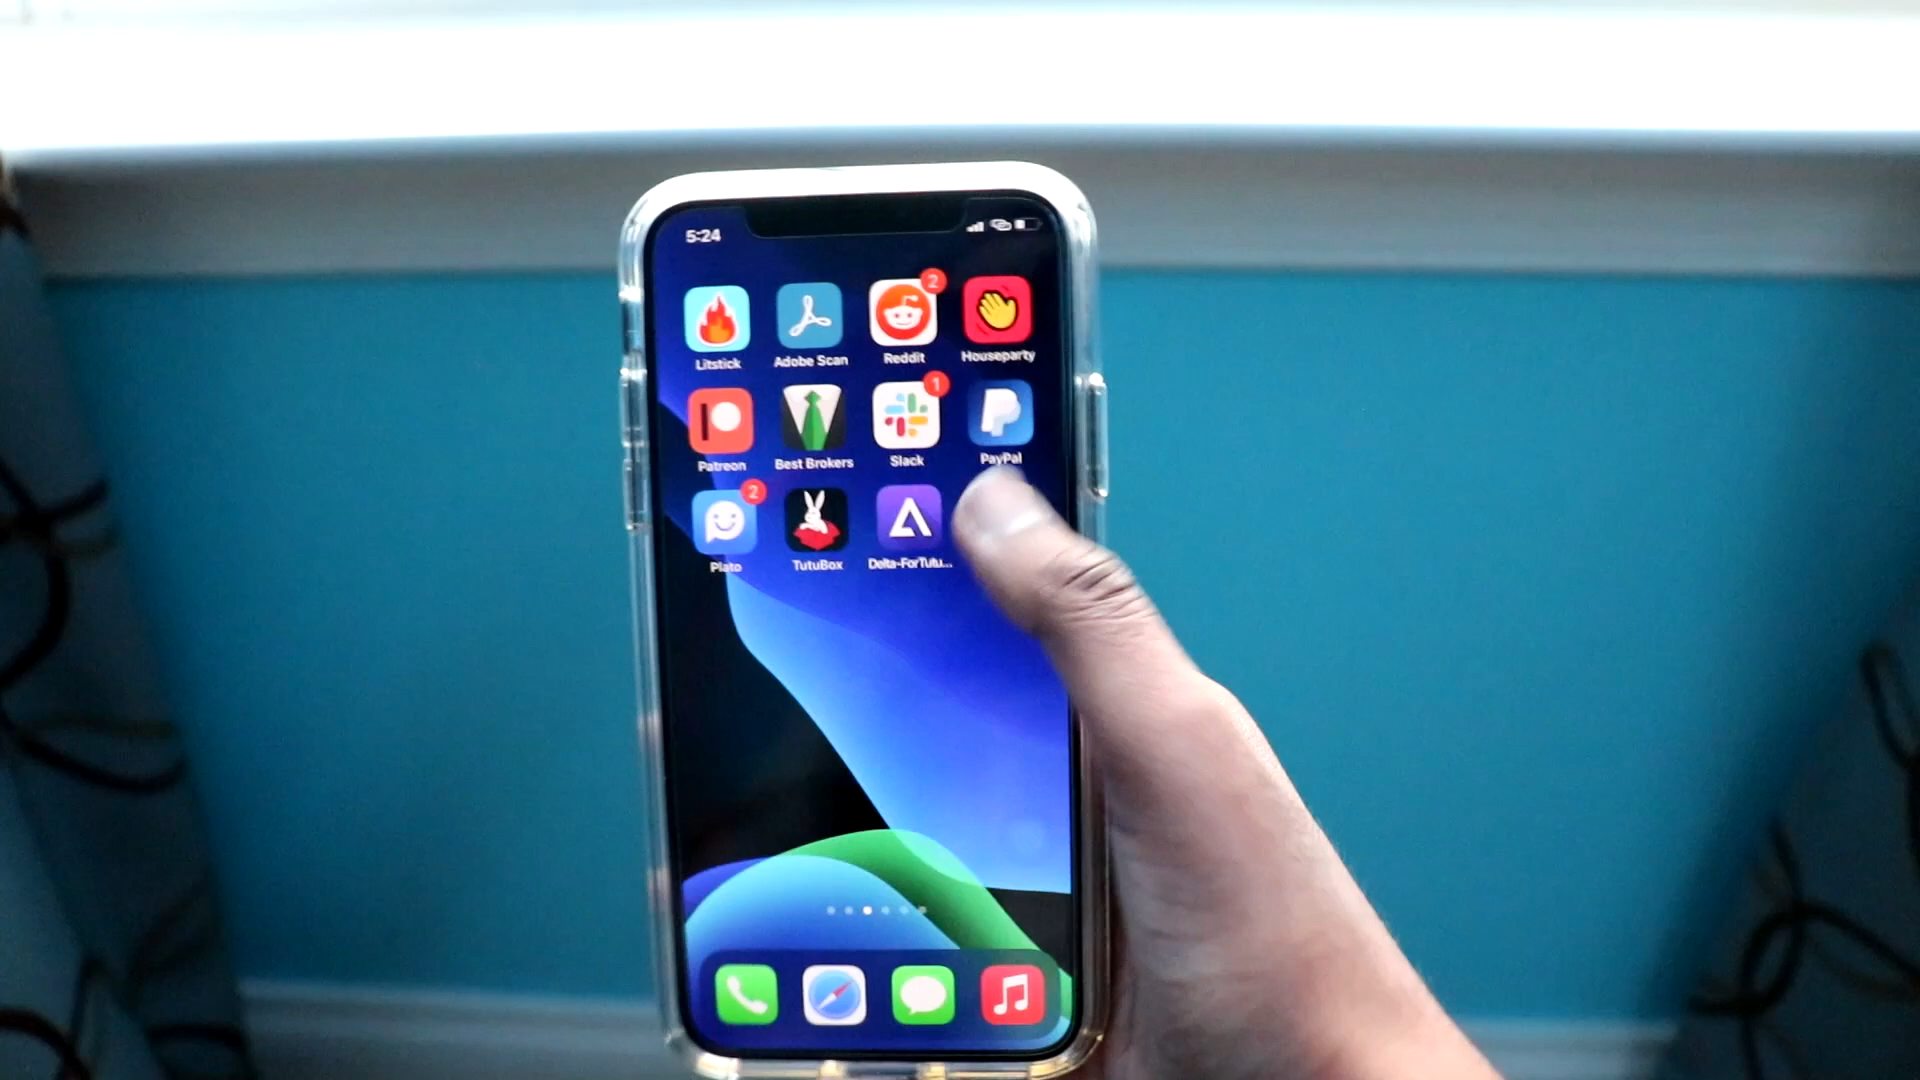 5:24
2
Litstick Adobe Scan Reddit Houseparty
1
Patreon Best Brokers Slack PayPal
2
Plato TutuBox Delta-ForTutu...